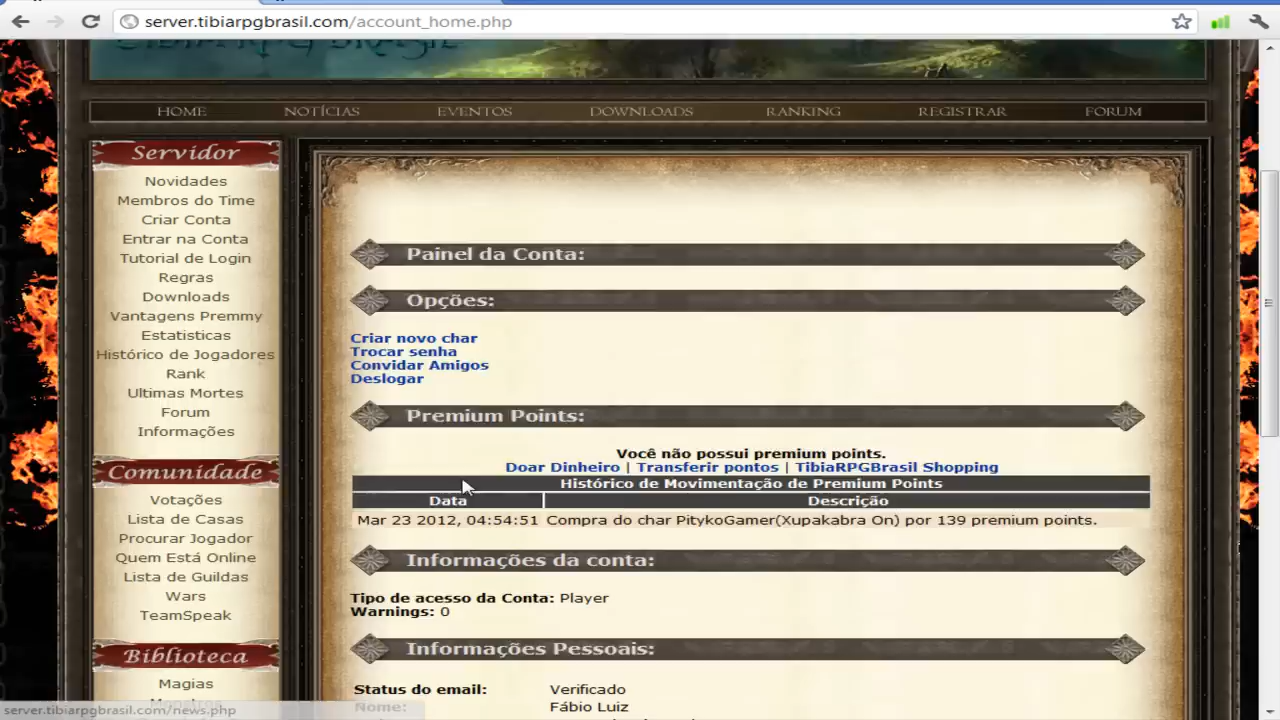 server.tibiarpgbrasil.com/account_home.php
TIBIARPG BRASIL
HOME NOTÍCIAS EVENTOS DOWNLOADS RANKING REGISTRAR FORUM
Servidor
Novidades
Membros do Time
Criar Conta
Entrar na Conta
Tutorial de Login
Regras
Downloads
Vantagens Premmy
Estatisticas
Histórico de Jogadores
Rank
Ultimas Mortes
Forum
Informações
Comunidade
Votações
Lista de Casas
Procurar Jogador
Quem Está Online
Lista de Guildas
Wars
TeamSpeak
Biblioteca
Magias
Painel da Conta:
Opções:
Criar novo char
Trocar senha
Convidar Amigos
Deslogar
Premium Points:
Você não possui premium points.
Doar Dinheiro | Transferir pontos | TibiaRPGBrasil Shopping
Histórico de Movimentação de Premium Points
Data Descrição
Mar 23 2012, 04:54:51 Compra do char PitykoGamer(Xupakabra On) por 139 premium points.
Informações da conta:
Tipo de acesso da Conta: Player
Warnings: 0
Informações Pessoais:
Status do email: Verificado
Nome: Fábio Luiz
server.tibiarpgbrasil.com/news.php